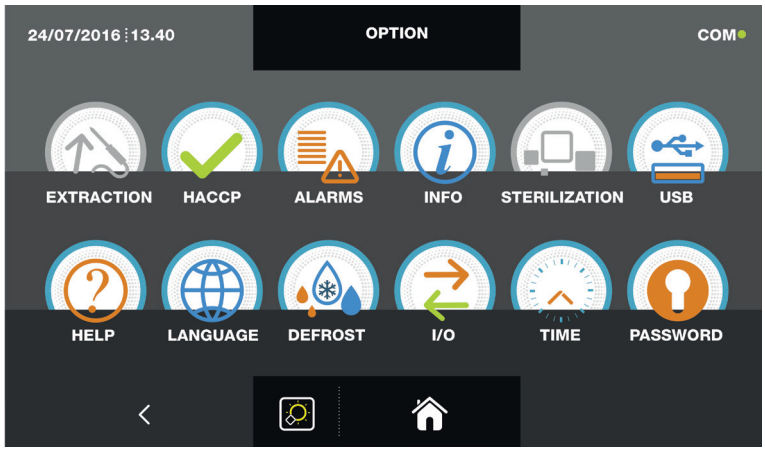 24/07/2016 13.40
OPTION
COM
EXTRACTION HACCP ALARMS INFO STERILIZATION USB
HELP LANGUAGE DEFROST I/O TIME PASSWORD